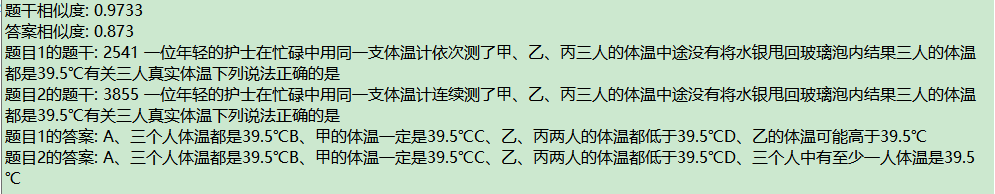 题干相似度: 0.9733
答案相似度: 0.873
题目1的题干: 2541 一位年轻的护士在忙碌中用同一支体温计依次测了甲、乙、丙三人的体温中途没有将水银甩回玻璃泡内结果三人的体温
都是39.5℃有关三人真实体温下列说法正确的是
题目2的题干: 3855 一位年轻的护士在忙碌中用同一支体温计连续测了甲、乙、丙三人的体温中途没有将水银甩回玻璃泡内结果三人的体温
都是39.5℃有关三人真实体温下列说法正确的是
题目1的答案: A、三个人体温都是39.5℃B、甲的体温一定是39.5℃C、乙、丙两人的体温都低于39.5℃D、乙的体温可能高于39.5℃
题目2的答案: A、三个人体温都是39.5℃B、甲的体温一定是39.5℃C、乙、丙两人的体温都低于39.5℃D、三个人中有至少一人体温是39.5
℃